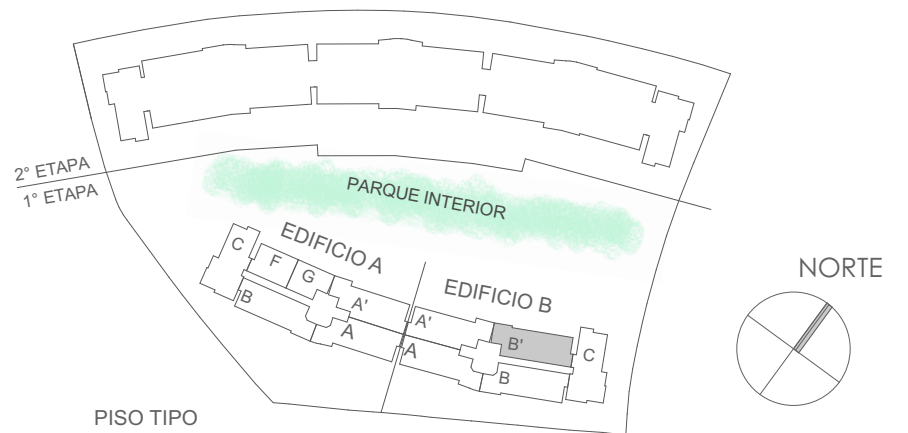 2° ETAPA
1° ETAPA
PARQUE INTERIOR
EDIFICIO A
C
F
G
B
A'
A
EDIFICIO B
A'
A
B'
B
C
NORTE
PISO TIPO